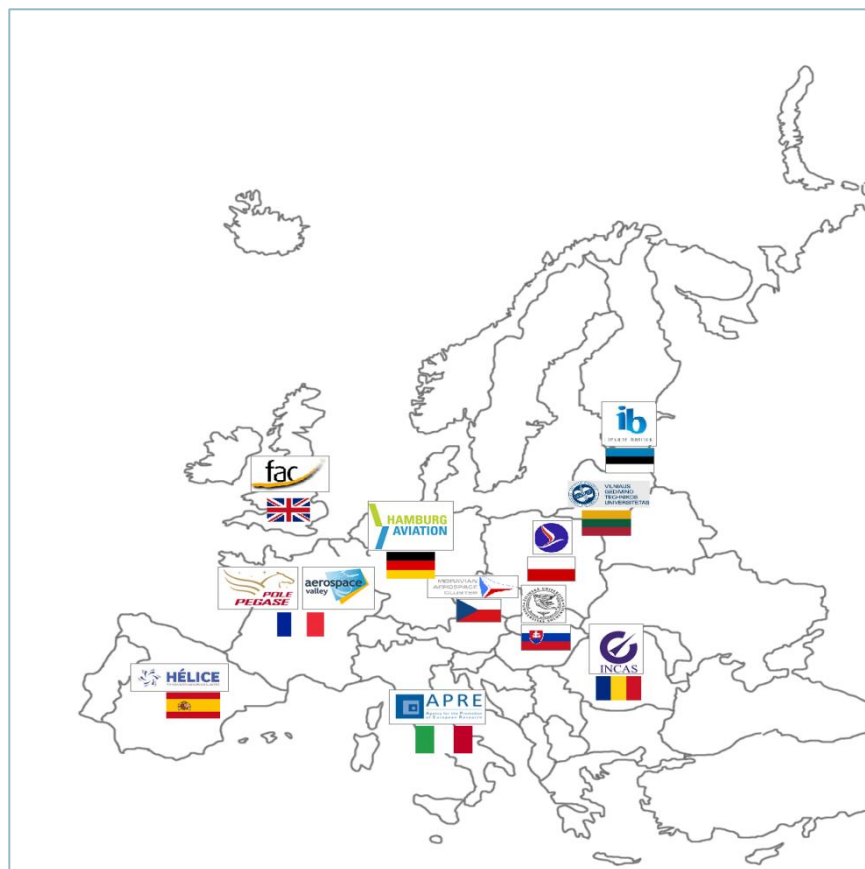 ib
fac
VILNIAUS
GEDIMINO
TECHNIKOS
UNIVERSITETAS
HAMBURG
AVIATION
MORAVIAN
AEROSPACE
CLUSTER
POLE
PEGASE
aerospace
valley
INCAS
HÉLICE
APRE
Agency for the Promotion
of European Research